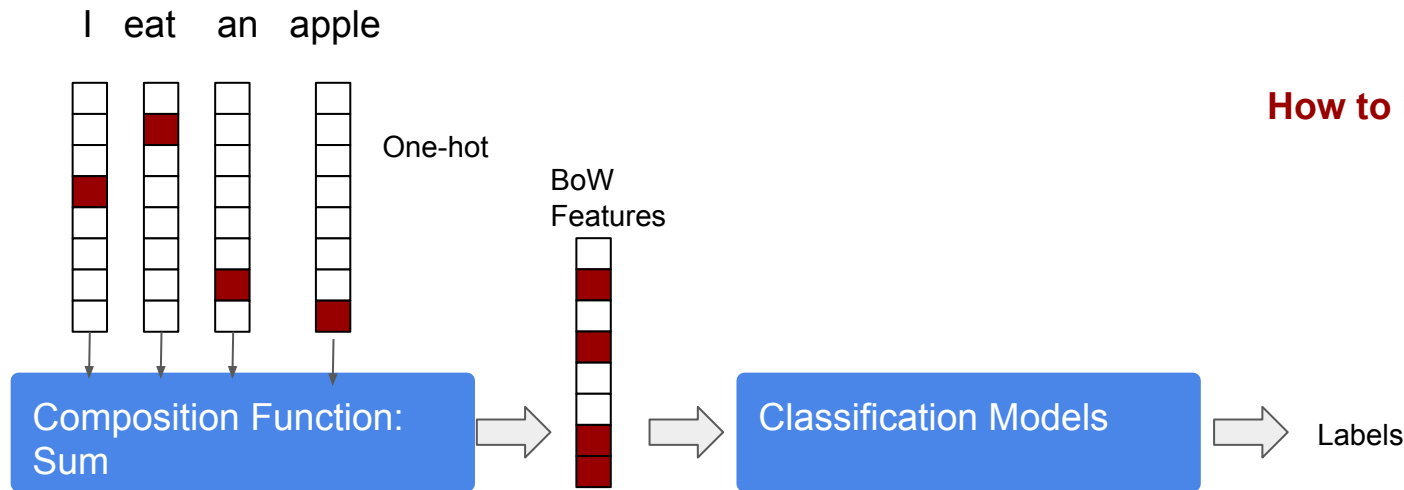 I eat an apple
How to
One-hot
BoW
Features
Composition Function:
Sum
Classification Models
Labels